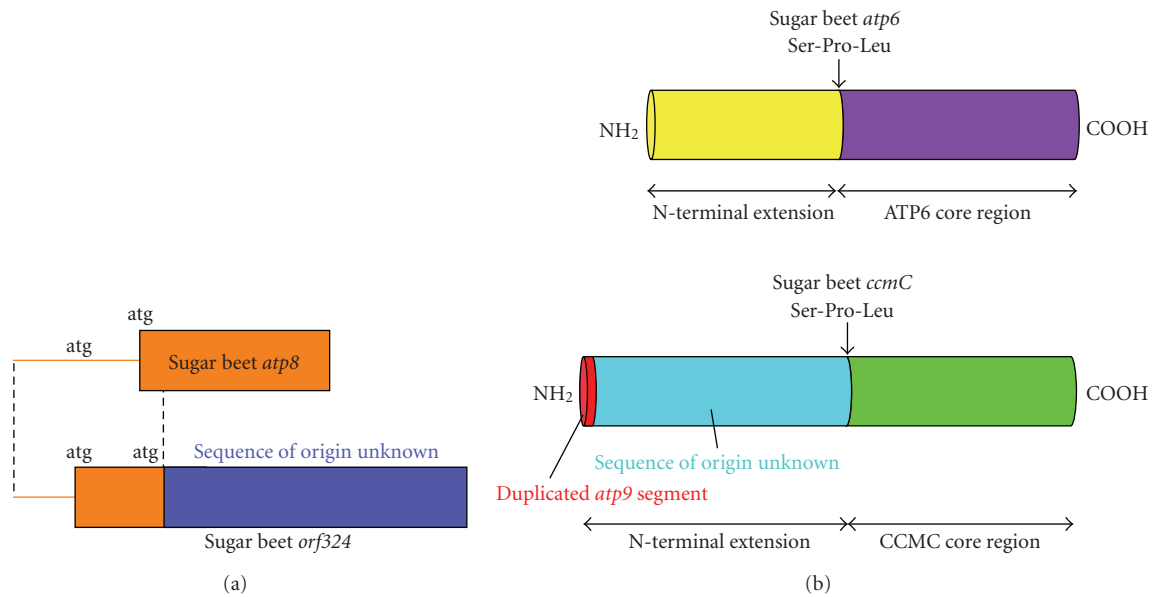 atg
atg
Sugar beet atp8
atg
atg
Sequence of origin unknown
Sugar beet orf324
(a)
Sugar beet atp6
Ser-Pro-Leu
NH₂
COOH
N-terminal extension
ATP6 core region
Sugar beet ccmC
Ser-Pro-Leu
NH₂
COOH
Sequence of origin unknown
Duplicated atp9 segment
N-terminal extension
CCMC core region
(b)